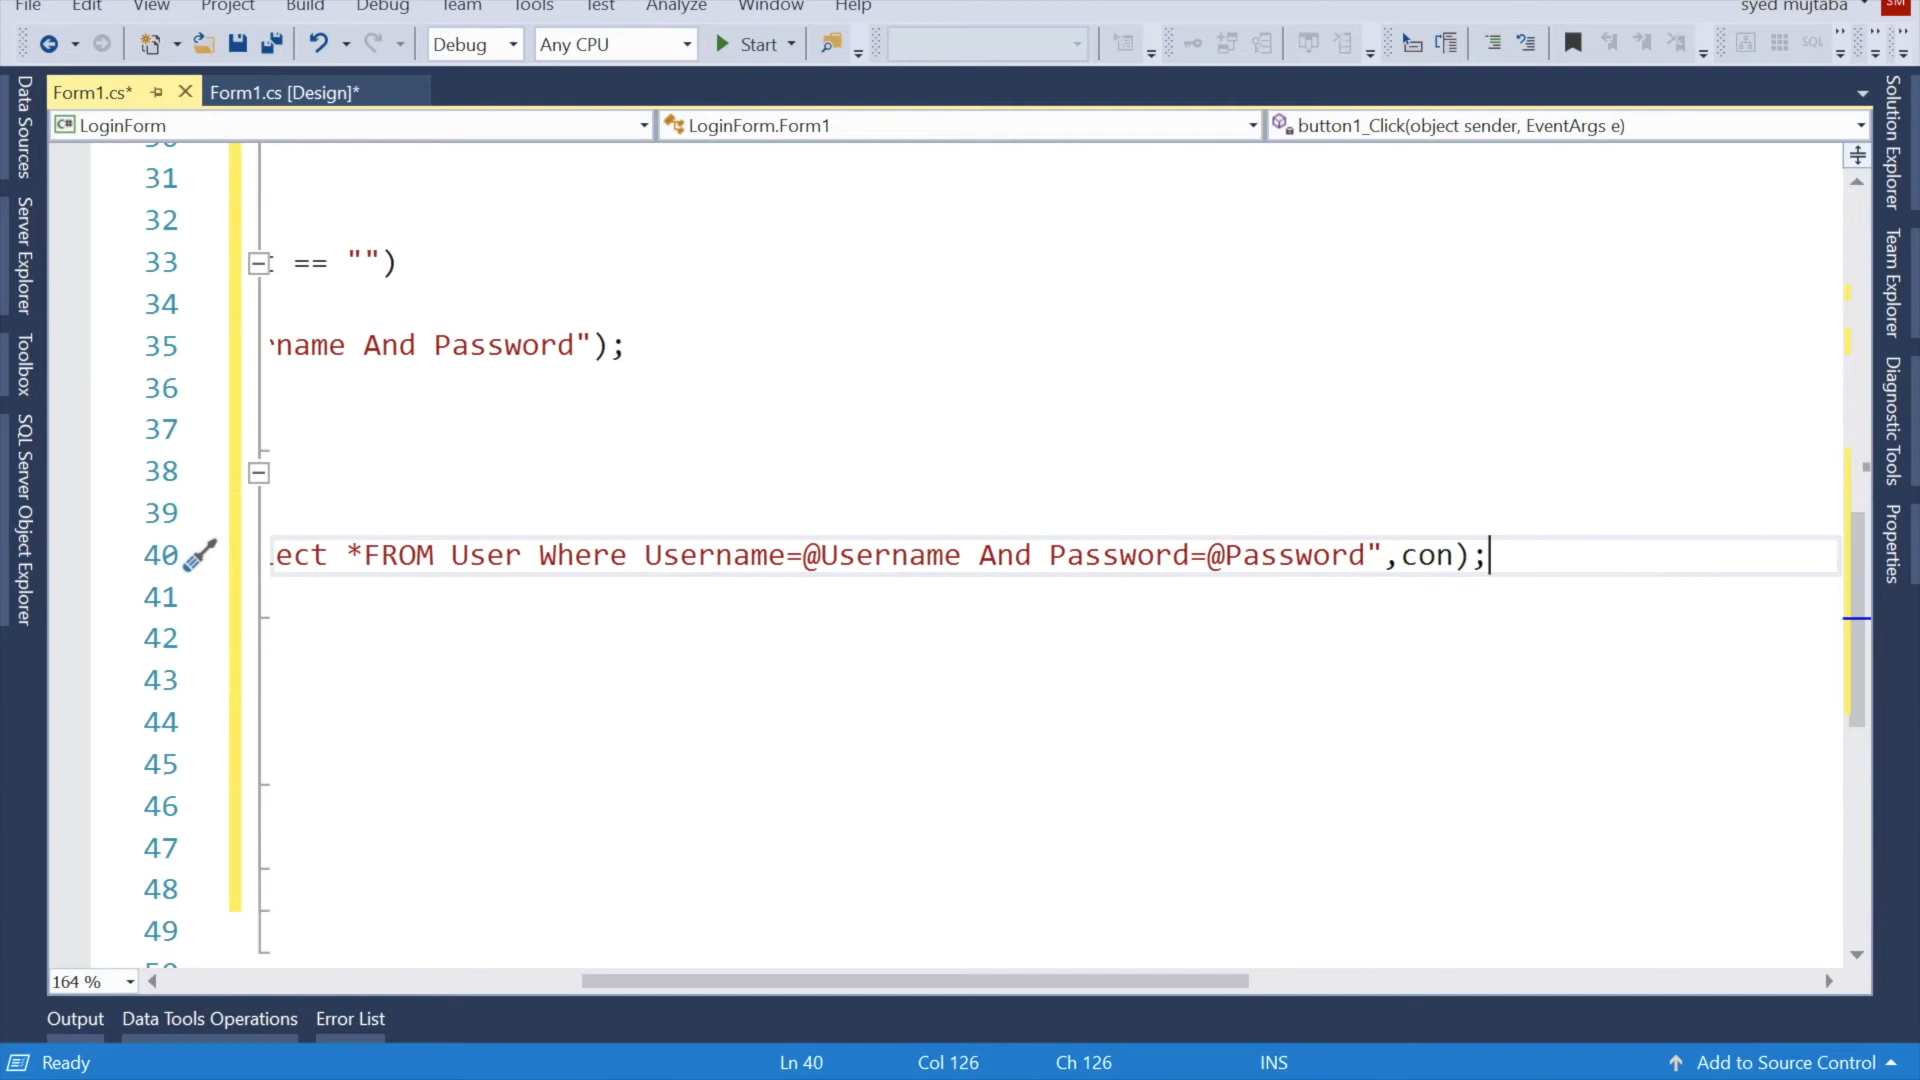 File Edit View Project Build Debug Team Tools Test Analyze Window Help
syed mujtaba SM
Debug Any CPU Start SQL
Form1.cs* Form1.cs [Design]*
C# LoginForm LoginForm.Form1 button1_Click(object sender, EventArgs e)
Data Sources
Server Explorer
Toolbox
SQL Server Object Explorer
31
32
33 == "")
34
35 name And Password");
36
37
38
39
40 ect *FROM User Where Username=@Username And Password=@Password",con);
41
42
43
44
45
46
47
48
49
Solution Explorer
Team Explorer
Diagnostic Tools
Properties
164 %
Output Data Tools Operations Error List
Ready Ln 40 Col 126 Ch 126 INS Add to Source Control